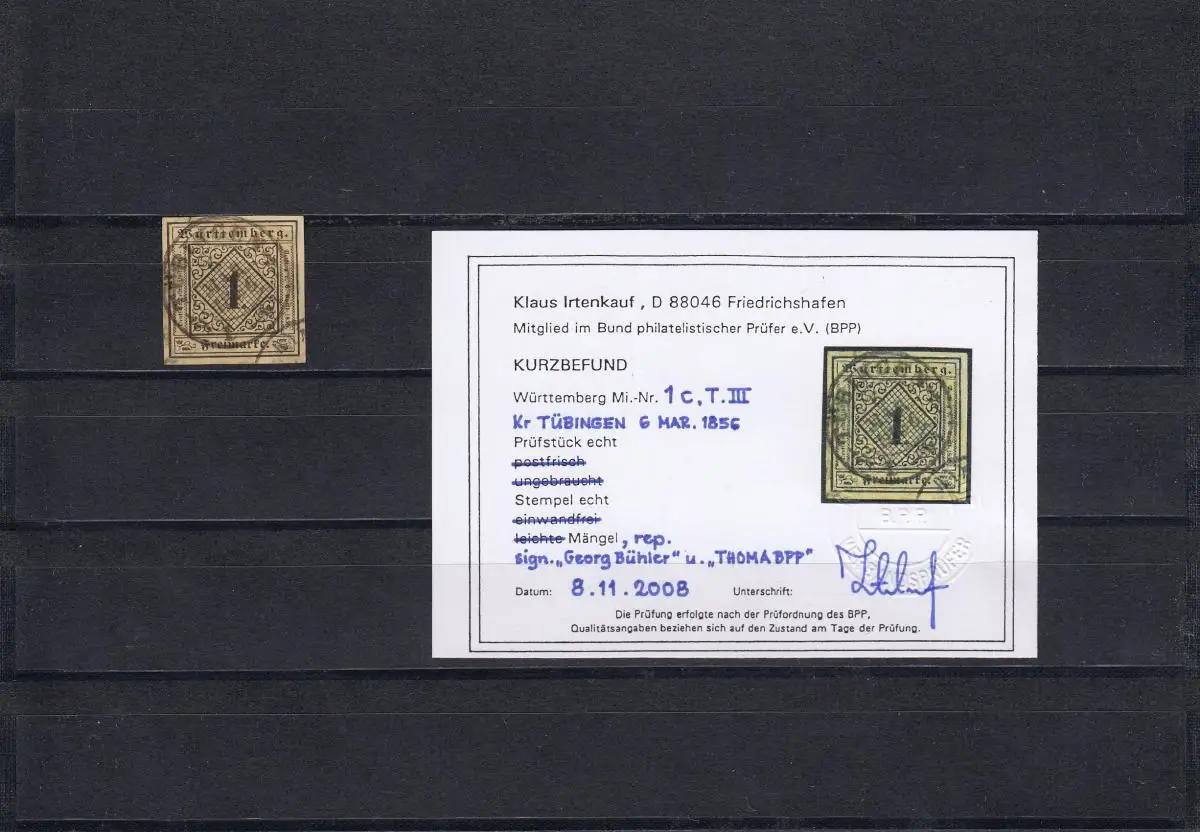 Württemberg.
1
Freimarke.
Klaus Irtenkauf, D 88046 Friedrichshafen
Mitglied im Bund philatelistischer Prüfer e.V. (BPP)
KURZBEFUND
Württemberg Mi.-Nr. 1c, T.III
Kr TÜBINGEN 6 MAR. 1856
Prüfstück echt
postfrisch
ungebraucht
Stempel echt
einwandfrei
leichte Mängel, rep.
sign. „Georg Bühler" u. „THOMA BPP"
Datum: 8.11.2008 Unterschrift:
Die Prüfung erfolgte nach der Prüfordnung des BPP,
Qualitätsangaben beziehen sich auf den Zustand am Tage der Prüfung.
Württemberg.
1
Freimarke.
B.P.P.